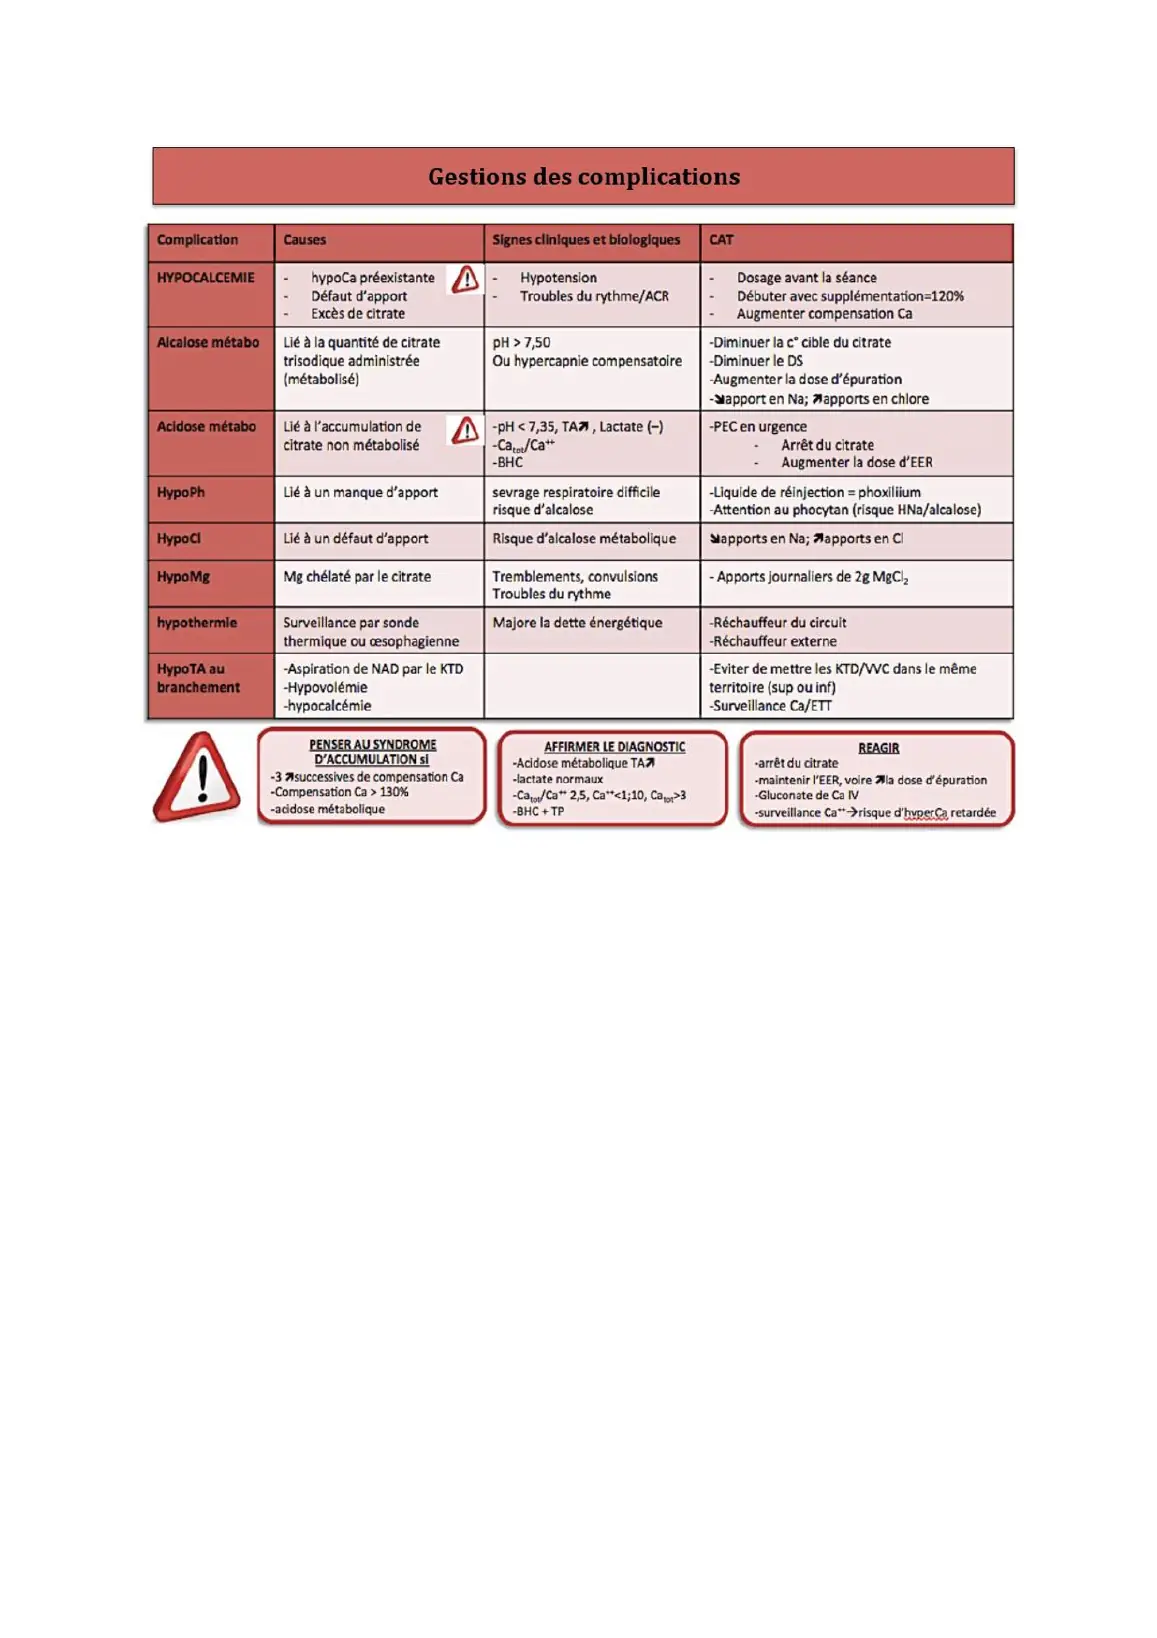 Gestions des complications
Complication Causes Signes cliniques et biologiques CAT
HYPOCALCEMIE
- hypoCa préexistante
- Défaut d'apport
- Excès de citrate
- Hypotension
- Troubles du rythme/ACR
- Dosage avant la séance
- Débuter avec supplémentation=120%
- Augmenter compensation Ca
Alcalose métabo
Lié à la quantité de citrate
trisodique administrée
(métabolisé)
pH > 7,50
Ou hypercapnie compensatoire
-Diminuer la c° cible du citrate
-Diminuer le DS
-Augmenter la dose d'épuration
-↘apport en Na; ↗apports en chlore
Acidose métabo
Lié à l'accumulation de
citrate non métabolisé
-pH < 7,35, TA↗ , Lactate (–)
-Catot/Ca++
-BHC
-PEC en urgence
- Arrêt du citrate
- Augmenter la dose d'EER
HypoPh
Lié à un manque d'apport
sevrage respiratoire difficile
risque d'alcalose
-Liquide de réinjection = phoxiliium
-Attention au phocytan (risque HNa/alcalose)
HypoCl
Lié à un défaut d'apport
Risque d'alcalose métabolique
↘apports en Na; ↗apports en Cl
HypoMg
Mg chélaté par le citrate
Tremblements, convulsions
Troubles du rythme
- Apports journaliers de 2g MgCl2
hypothermie
Surveillance par sonde
thermique ou œsophagienne
Majore la dette énergétique
-Réchauffeur du circuit
-Réchauffeur externe
HypoTA au
branchement
-Aspiration de NAD par le KTD
-Hypovolémie
-hypocalcémie
-Eviter de mettre les KTD/VVC dans le même
territoire (sup ou inf)
-Surveillance Ca/ETT
PENSER AU SYNDROME
D'ACCUMULATION si
-3 ↗successives de compensation Ca
-Compensation Ca > 130%
-acidose métabolique
AFFIRMER LE DIAGNOSTIC
-Acidose métabolique TA↗
-lactate normaux
-Catot/Ca++ 2,5, Ca++<1;10, Catot>3
-BHC + TP
REAGIR
-arrêt du citrate
-maintenir l'EER, voire ↗la dose d'épuration
-Gluconate de Ca IV
-surveillance Ca++→risque d'hyperCa retardée